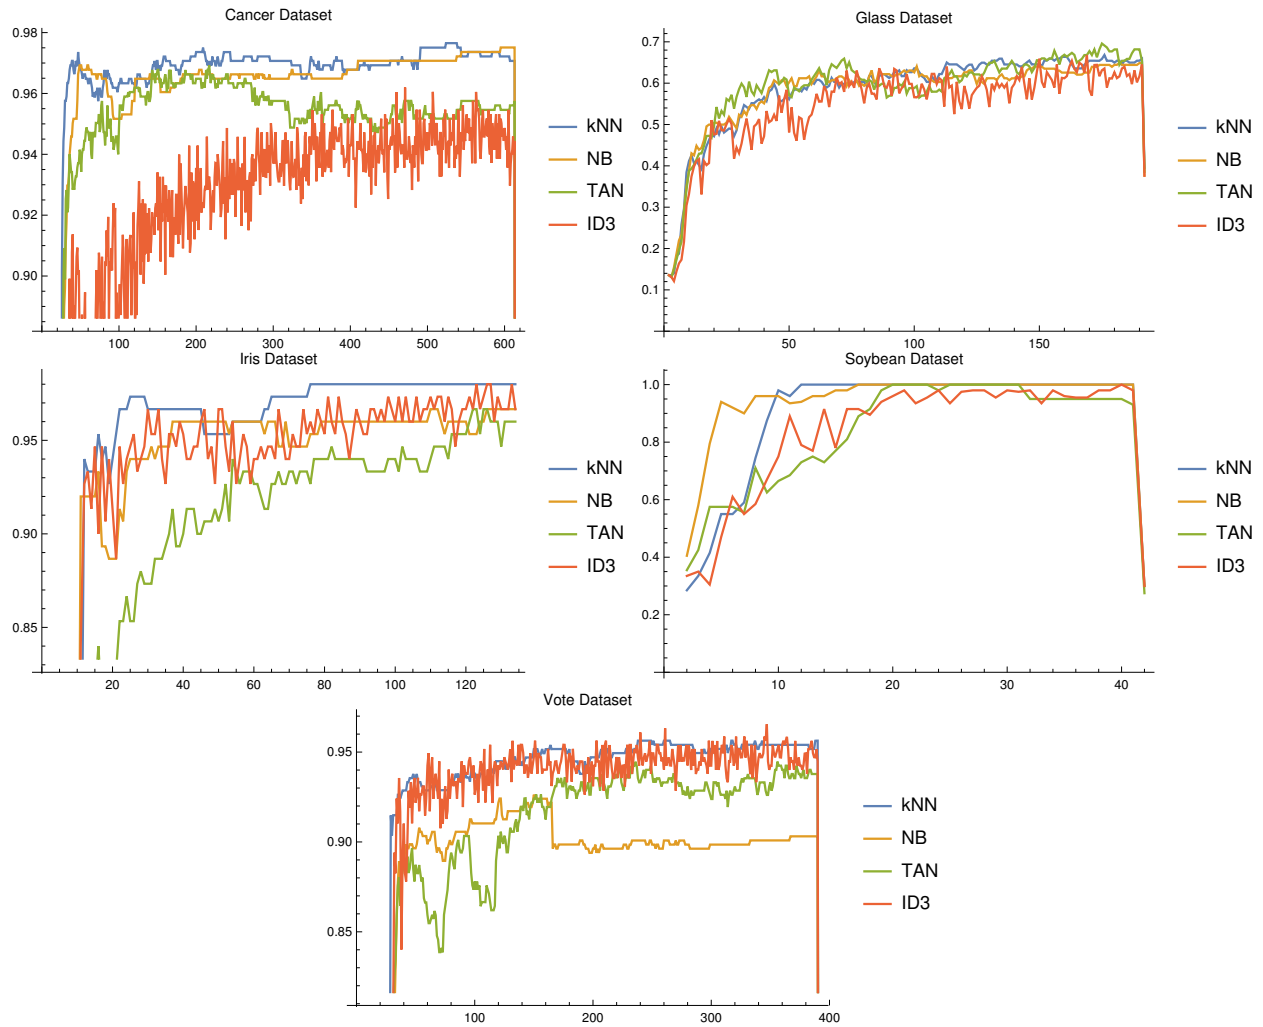 Cancer Dataset
0.98
0.96
0.94
0.92
0.90
100 200 300 400 500 600
kNN
NB
TAN
ID3
Glass Dataset
0.7
0.6
0.5
0.4
0.3
0.2
0.1
50 100 150
kNN
NB
TAN
ID3
Iris Dataset
0.95
0.90
0.85
20 40 60 80 100 120
kNN
NB
TAN
ID3
Soybean Dataset
1.0
0.8
0.6
0.4
0.2
10 20 30 40
kNN
NB
TAN
ID3
Vote Dataset
0.95
0.90
0.85
100 200 300 400
kNN
NB
TAN
ID3